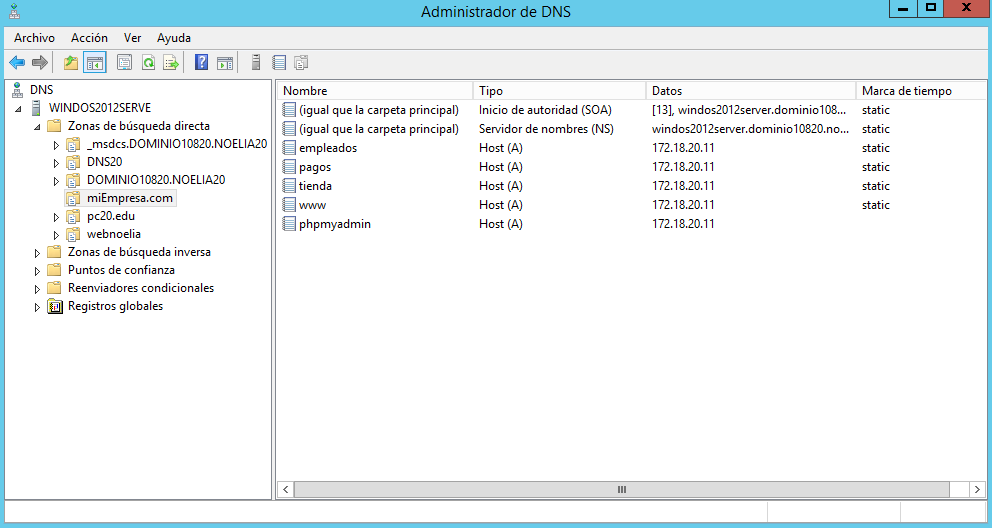 Administrador de DNS
Archivo Acción Ver Ayuda
DNS
WINDOS2012SERVE
Zonas de búsqueda directa
_msdcs.DOMINIO10820.NOELIA20
DNS20
DOMINIO10820.NOELIA20
miEmpresa.com
pc20.edu
webnoelia
Zonas de búsqueda inversa
Puntos de confianza
Reenviadores condicionales
Registros globales
Nombre Tipo Datos Marca de tiempo
(igual que la carpeta principal) Inicio de autoridad (SOA) [13], windos2012server.dominio108... static
(igual que la carpeta principal) Servidor de nombres (NS) windos2012server.dominio10820.no... static
empleados Host (A) 172.18.20.11 static
pagos Host (A) 172.18.20.11 static
tienda Host (A) 172.18.20.11 static
www Host (A) 172.18.20.11 static
phpmyadmin Host (A) 172.18.20.11